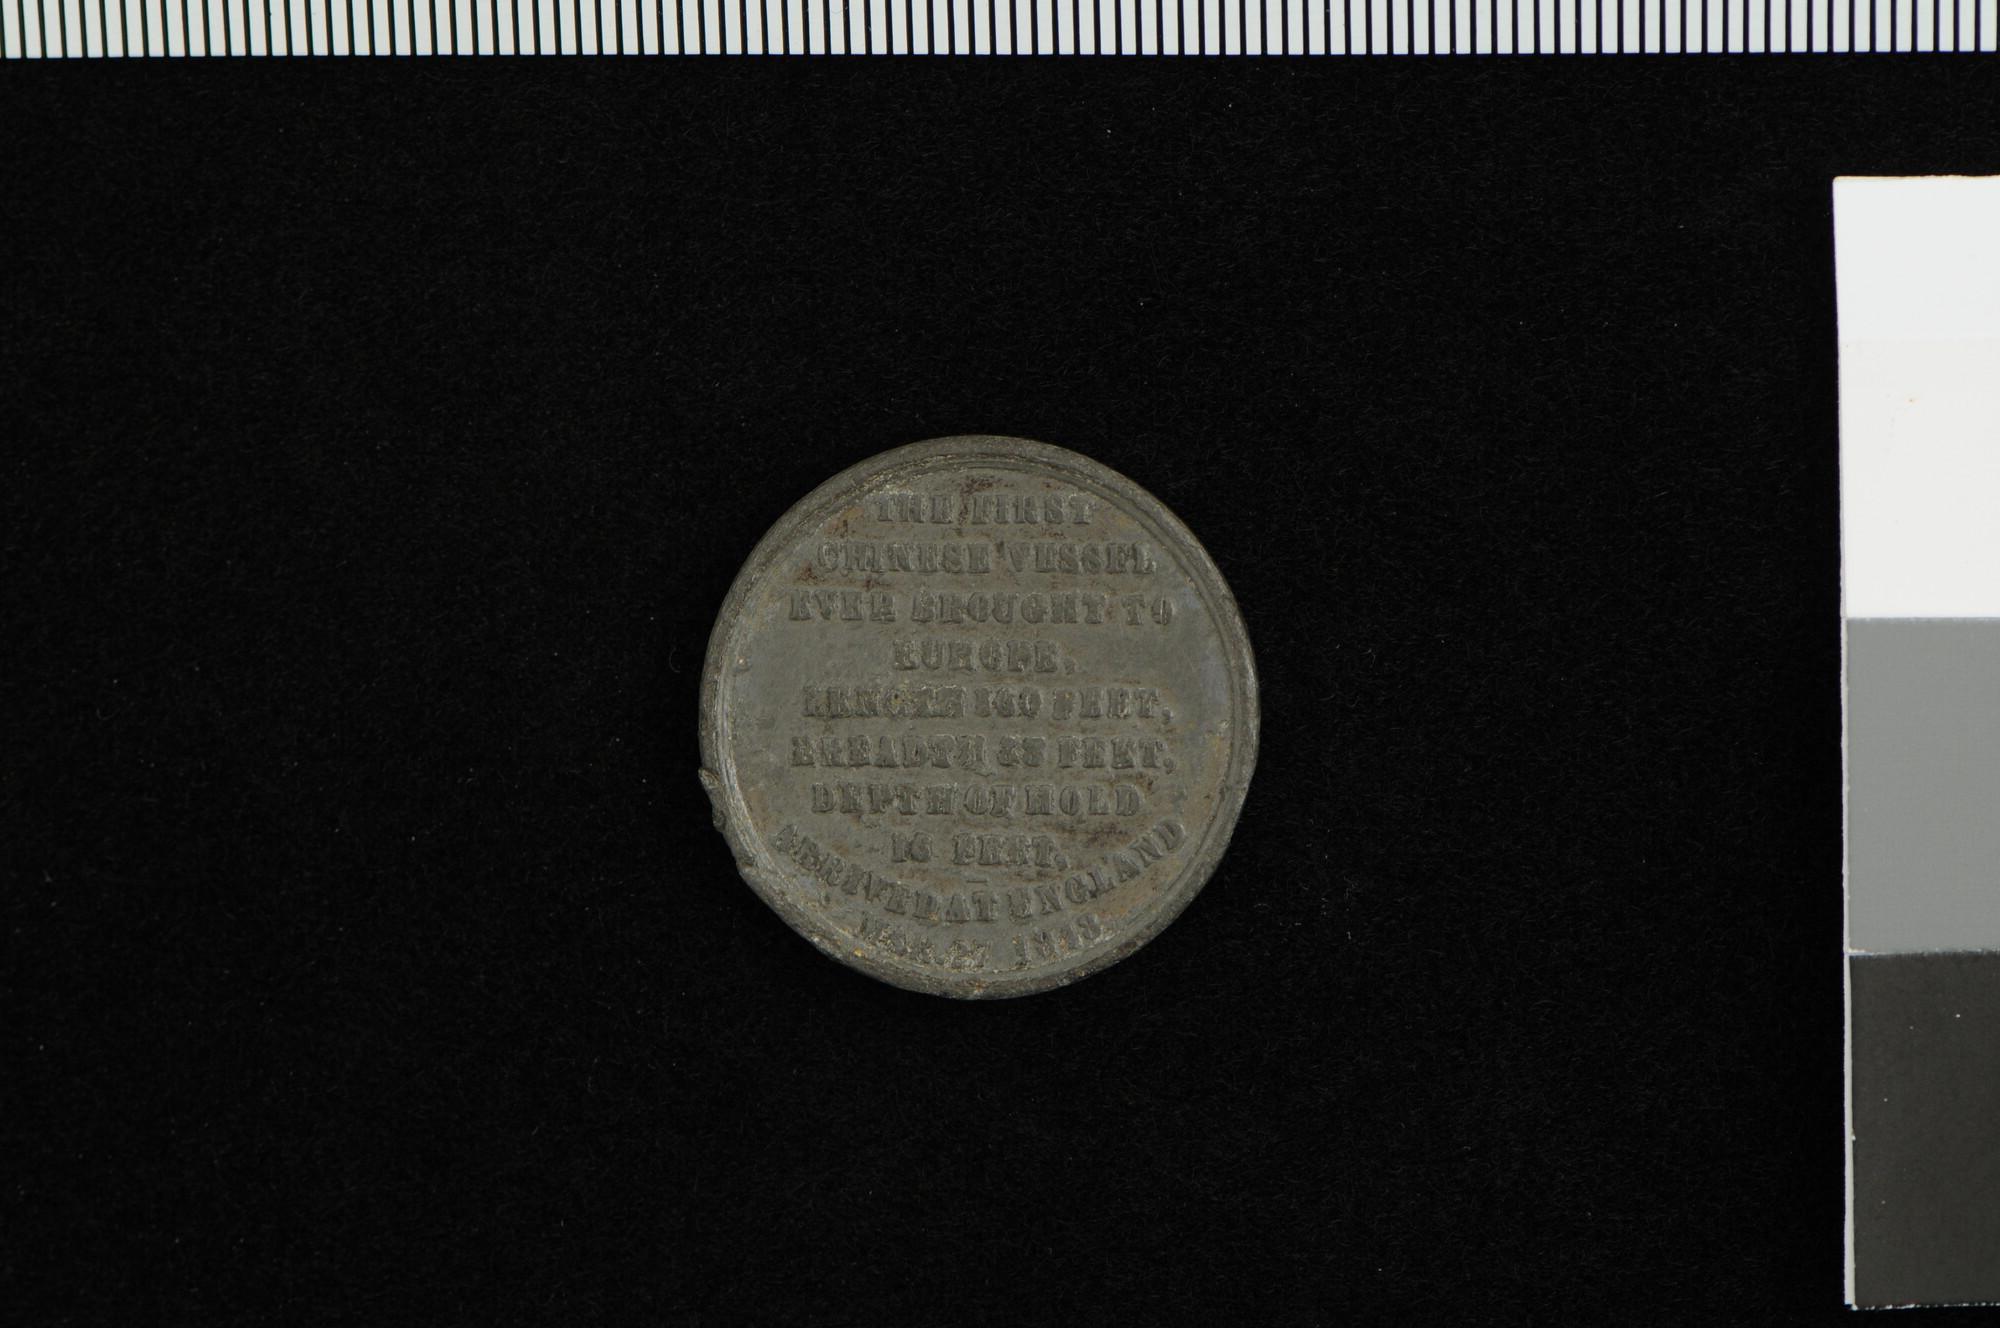 THE FIRST
CHINESE VESSEL
EVER BROUGHT TO
EUROPE,
LENGTH 160 FEET,
BREADTH 33 FEET,
DEPTH OF HOLD
16 FEET.
ARRIVED AT ENGLAND
MAR. 27 1848.